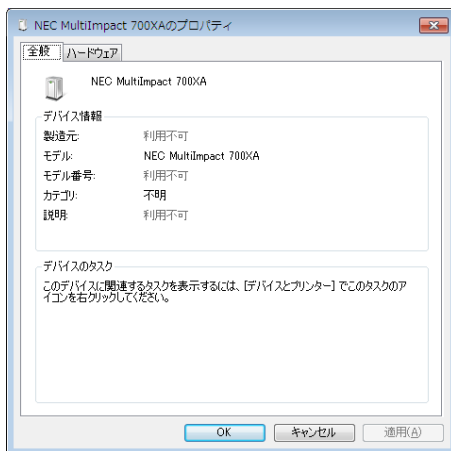 NEC MultiImpact 700XAのプロパティ
全般 ハードウェア
NEC MultiImpact 700XA
デバイス情報
製造元: 利用不可
モデル: NEC MultiImpact 700XA
モデル番号: 利用不可
カテゴリ: 不明
説明: 利用不可
デバイスのタスク
このデバイスに関連するタスクを表示するには、[デバイスとプリンター] でこのタスクのア
イコンを右クリックしてください。
OK キャンセル 適用(A)